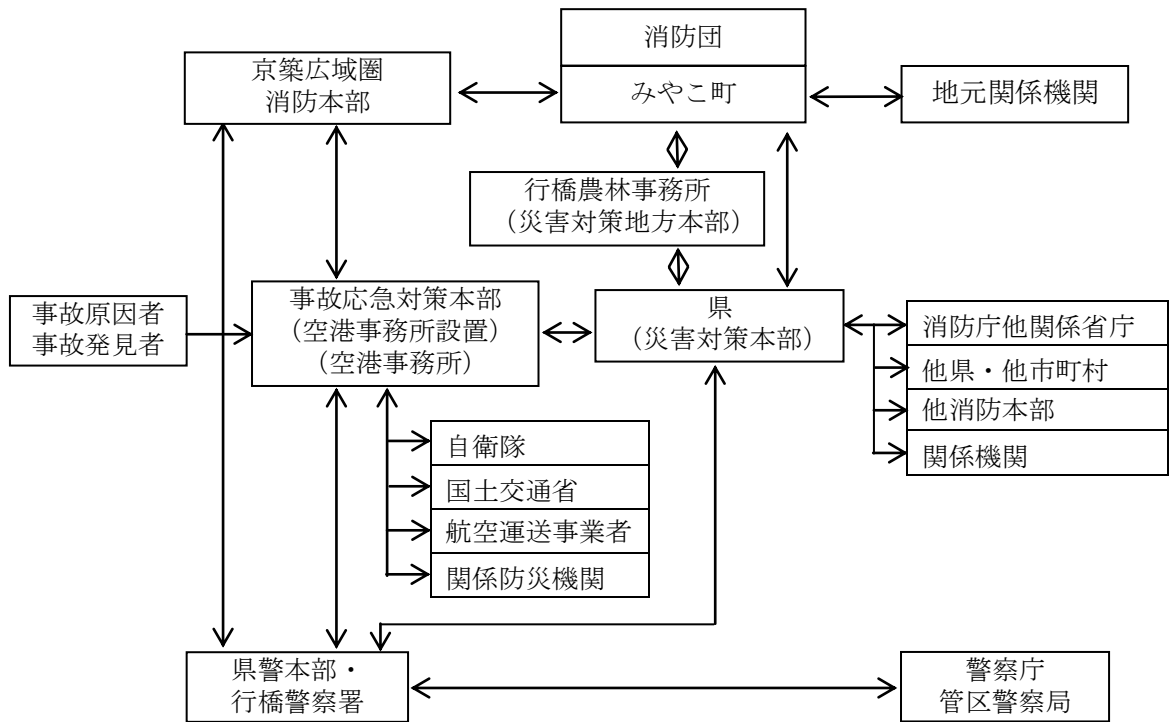 消防団
京築広域圏
消防本部
みやこ町
地元関係機関
行橋農林事務所
（災害対策地方本部）
事故原因者
事故発見者
事故応急対策本部
（空港事務所設置）
（空港事務所）
県
（災害対策本部）
消防庁他関係省庁
他県・他市町村
他消防本部
関係機関
自衛隊
国土交通省
航空運送事業者
関係防災機関
県警本部・
行橋警察署
警察庁
管区警察局